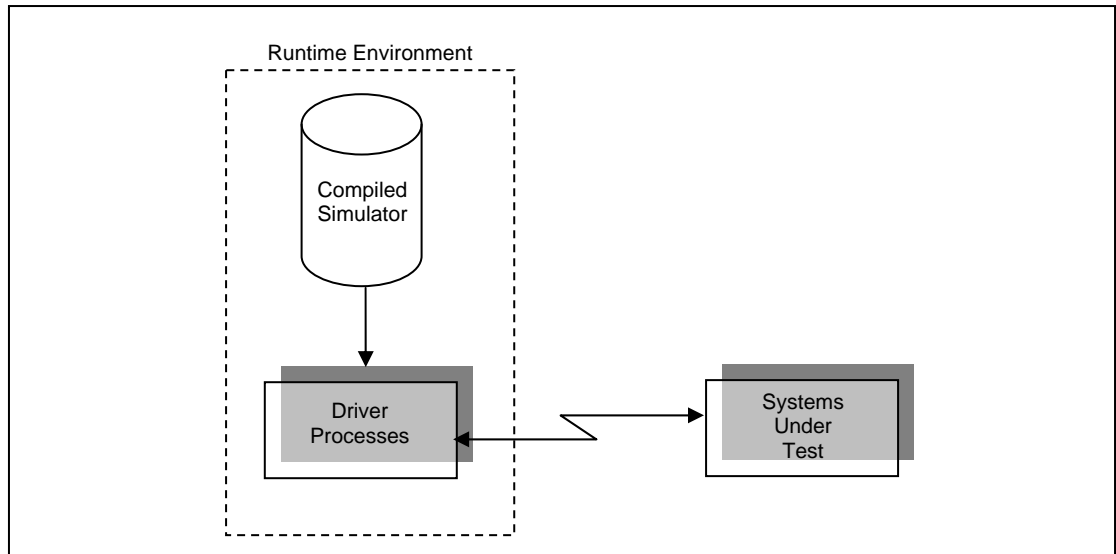 Runtime Environment
Compiled
Simulator
Driver
Processes
Systems
Under
Test